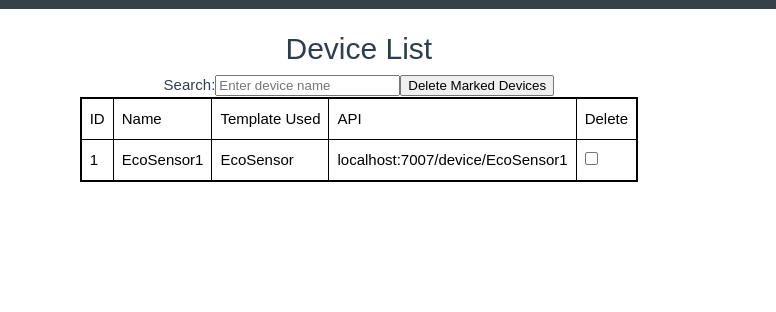 Device List
Search: Enter device name Delete Marked Devices
ID Name Template Used API Delete
1 EcoSensor1 EcoSensor localhost:7007/device/EcoSensor1